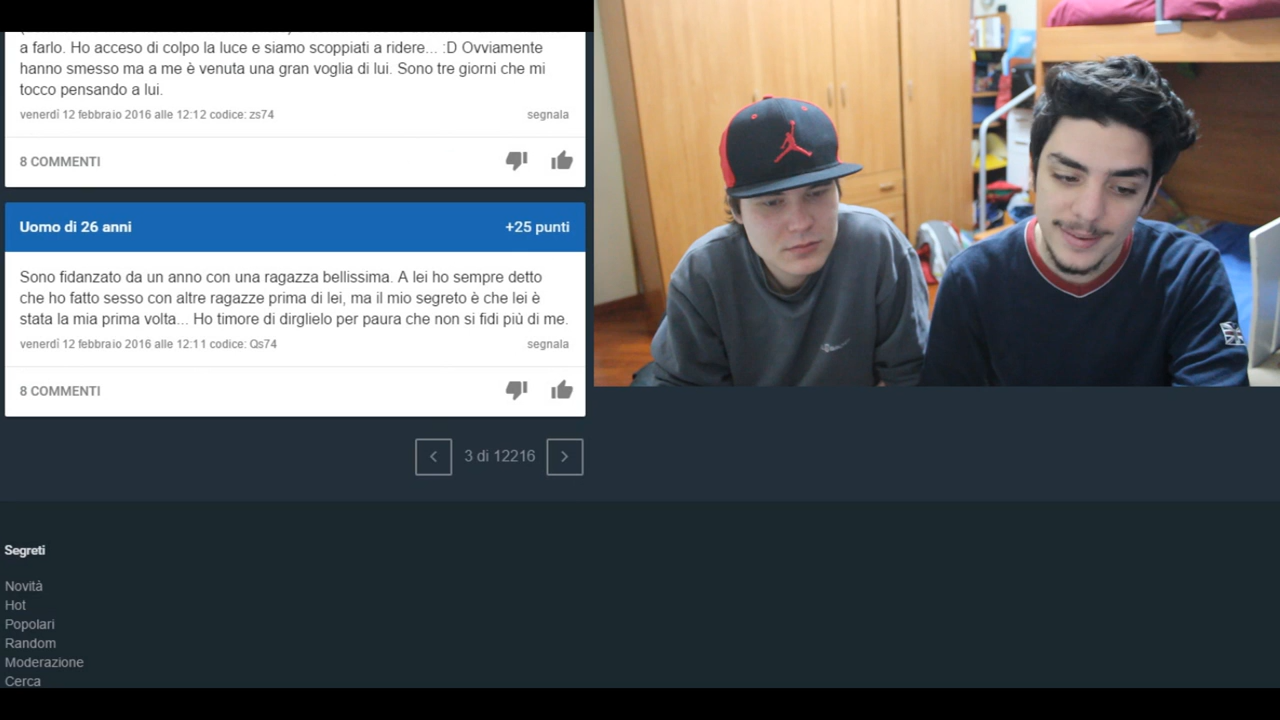 a farlo. Ho acceso di colpo la luce e siamo scoppiati a ridere... :D Ovviamente
hanno smesso ma a me è venuta una gran voglia di lui. Sono tre giorni che mi
tocco pensando a lui.
venerdì 12 febbraio 2016 alle 12:12 codice: zs74 segnala
8 COMMENTI
Uomo di 26 anni +25 punti
Sono fidanzato da un anno con una ragazza bellissima. A lei ho sempre detto
che ho fatto sesso con altre ragazze prima di lei, ma il mio segreto è che lei è
stata la mia prima volta... Ho timore di dirglielo per paura che non si fidi più di me.
venerdì 12 febbraio 2016 alle 12:11 codice: Qs74 segnala
8 COMMENTI
3 di 12216
Segreti
Novità
Hot
Popolari
Random
Moderazione
Cerca